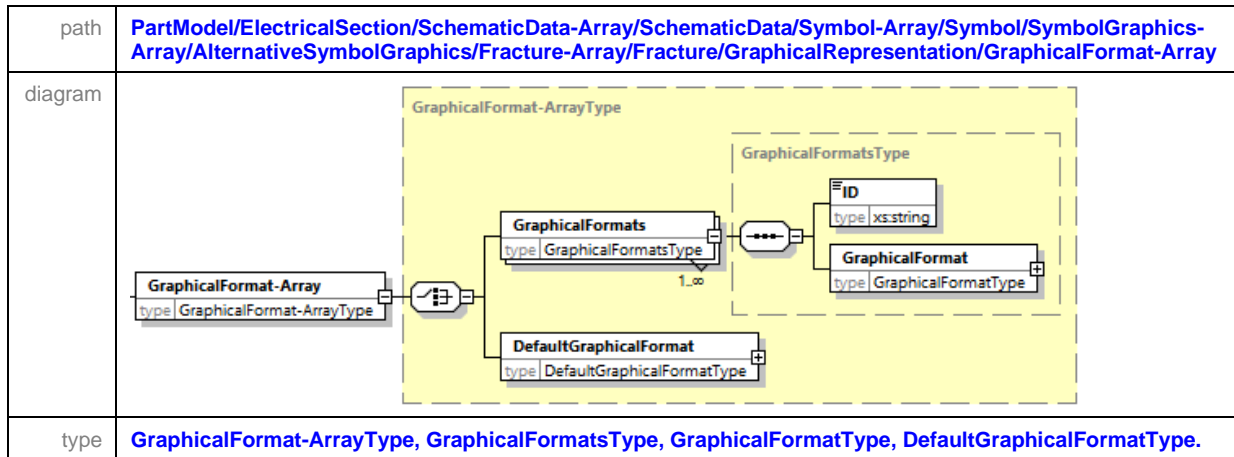 path
PartModel/ElectricalSection/SchematicData-Array/SchematicData/Symbol-Array/Symbol/SymbolGraphics-
Array/AlternativeSymbolGraphics/Fracture-Array/Fracture/GraphicalRepresentation/GraphicalFormat-Array
diagram
GraphicalFormat-ArrayType
GraphicalFormatsType
ID
type xs:string
GraphicalFormats
type GraphicalFormatsType
1..∞
GraphicalFormat
type GraphicalFormatType
GraphicalFormat-Array
type GraphicalFormat-ArrayType
DefaultGraphicalFormat
type DefaultGraphicalFormatType
type
GraphicalFormat-ArrayType, GraphicalFormatsType, GraphicalFormatType, DefaultGraphicalFormatType.